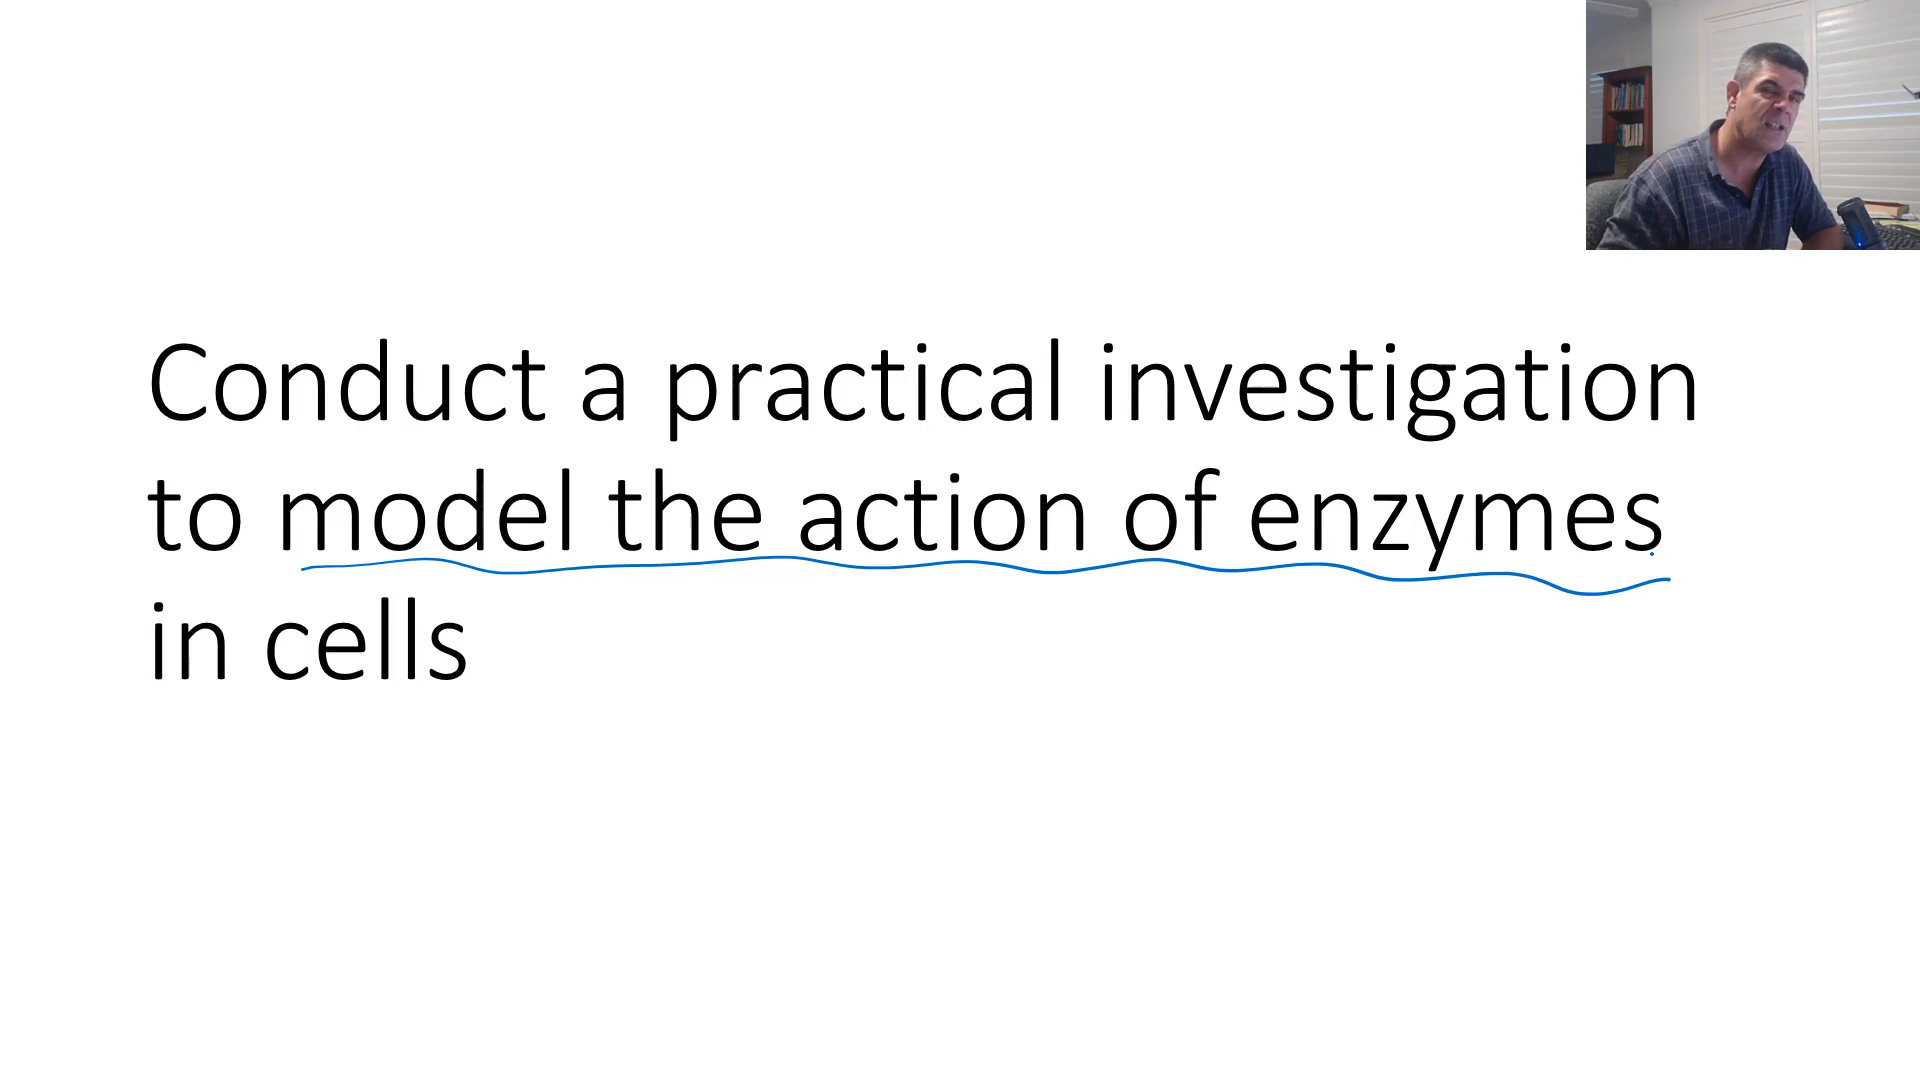 Conduct a practical investigation
to model the action of enzymes
in cells